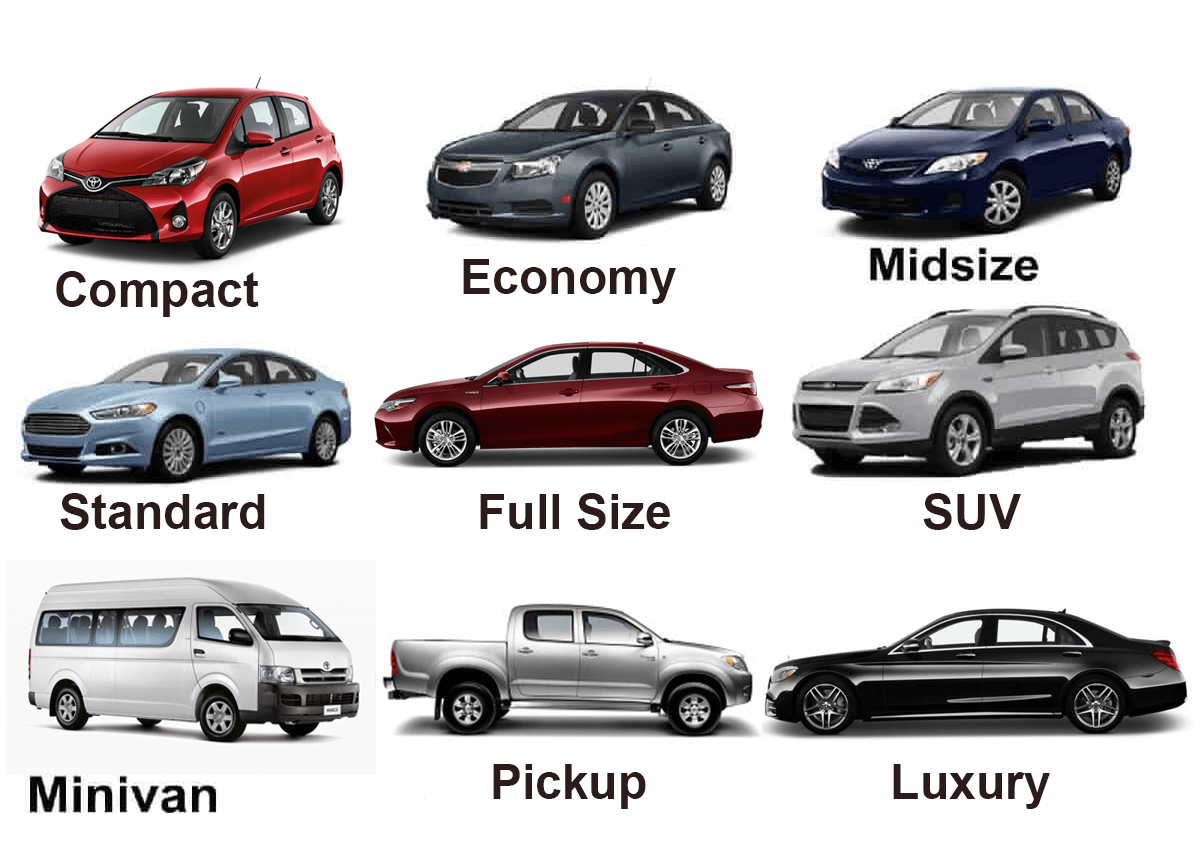 Compact
Economy
Midsize
Standard
Full Size
SUV
Minivan
Pickup
Luxury